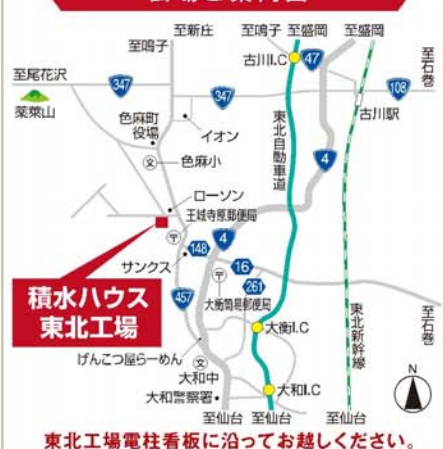 至新庄
至鳴子
至鳴子
至盛岡
至盛岡
至石巻
古川I.C
47
至尾花沢
347
347
108
薬萊山
古川駅
色麻町
役場
イオン
東北自動車道
文
色麻小
4
ローソン
王城寺原郵便局
〒
148
4
サンクス
16
〒
261
積水ハウス
東北工場
457
大衡簡易郵便局
大衡I.C
東北新幹線
至石巻
げんこつ屋らーめん
文
大和中
大和I.C
N
大和警察署
至仙台
至仙台
至仙台
東北工場電柱看板に沿ってお越しください。